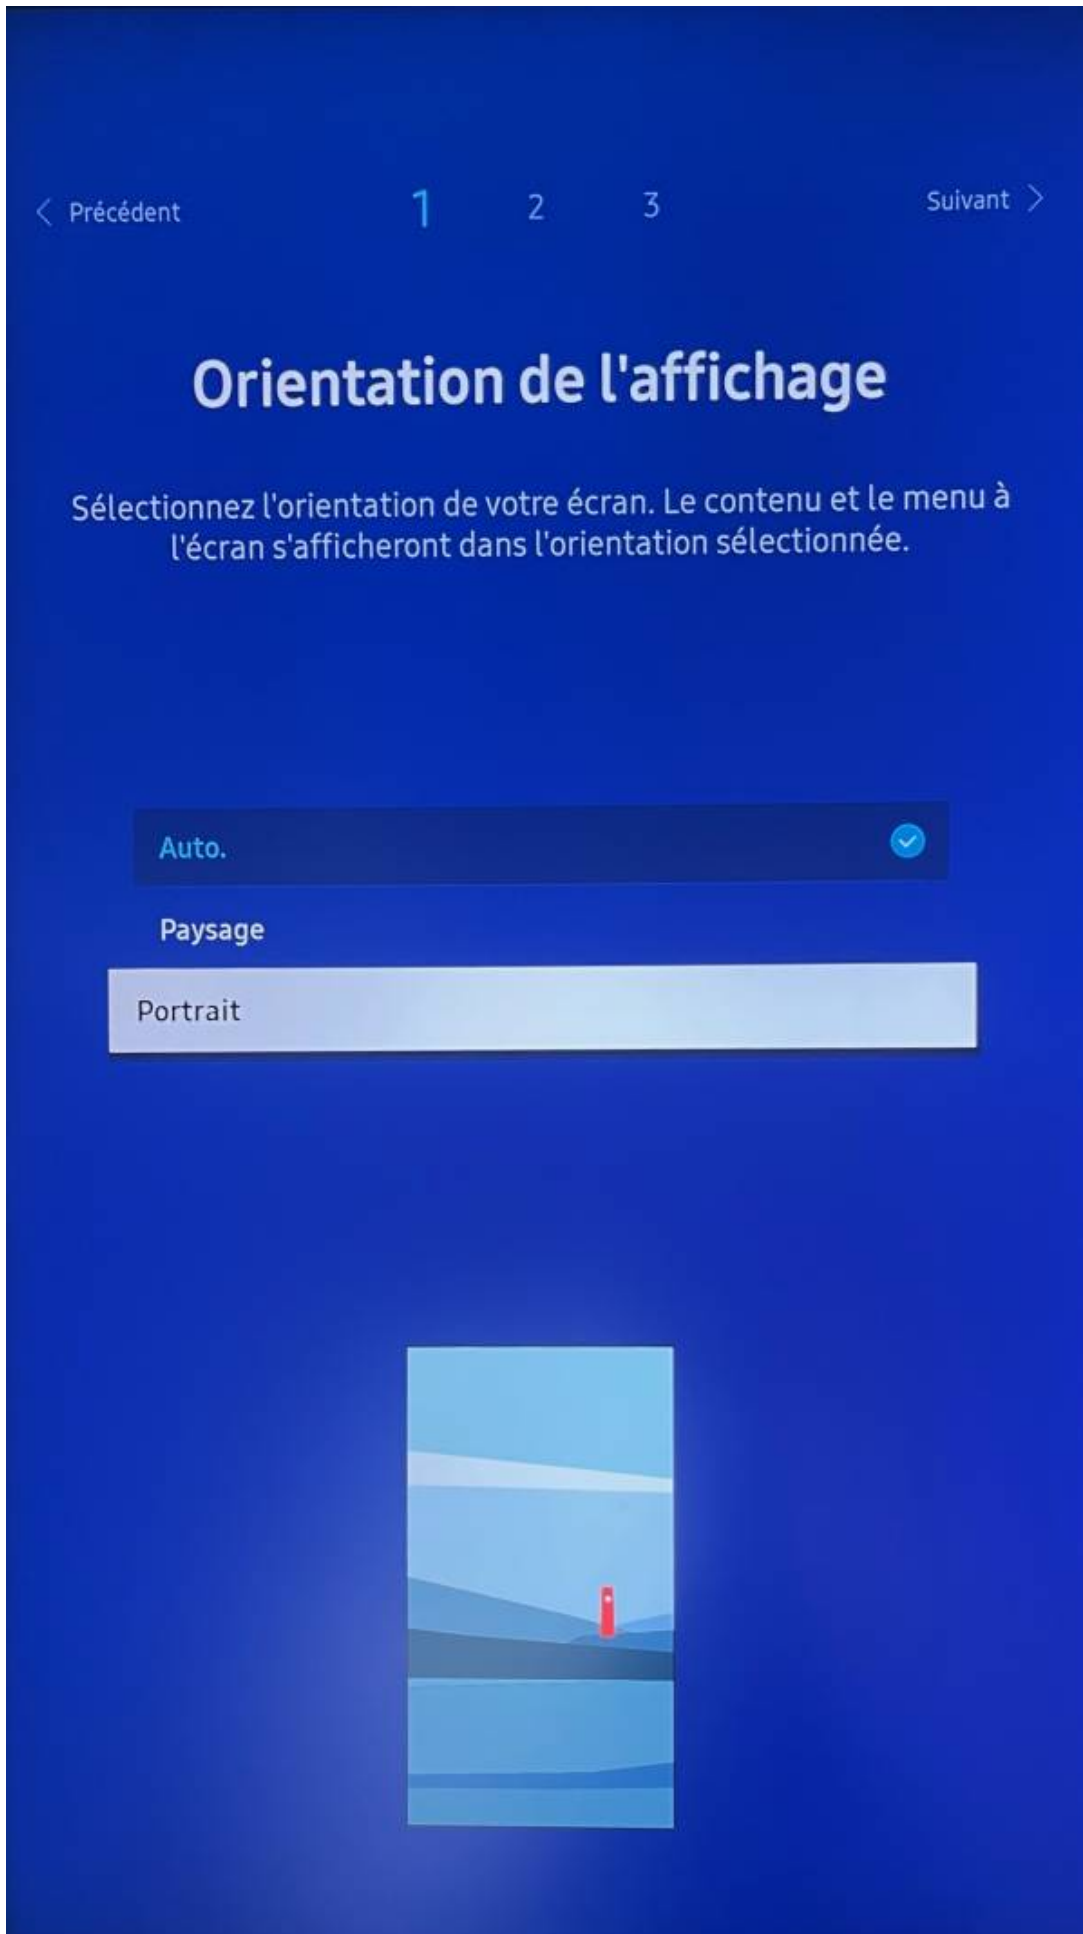 Précédent
1
2
3
Suivant
Orientation de l'affichage
Sélectionnez l'orientation de votre écran. Le contenu et le menu à
l'écran s'afficheront dans l'orientation sélectionnée.
Auto.
Paysage
Portrait